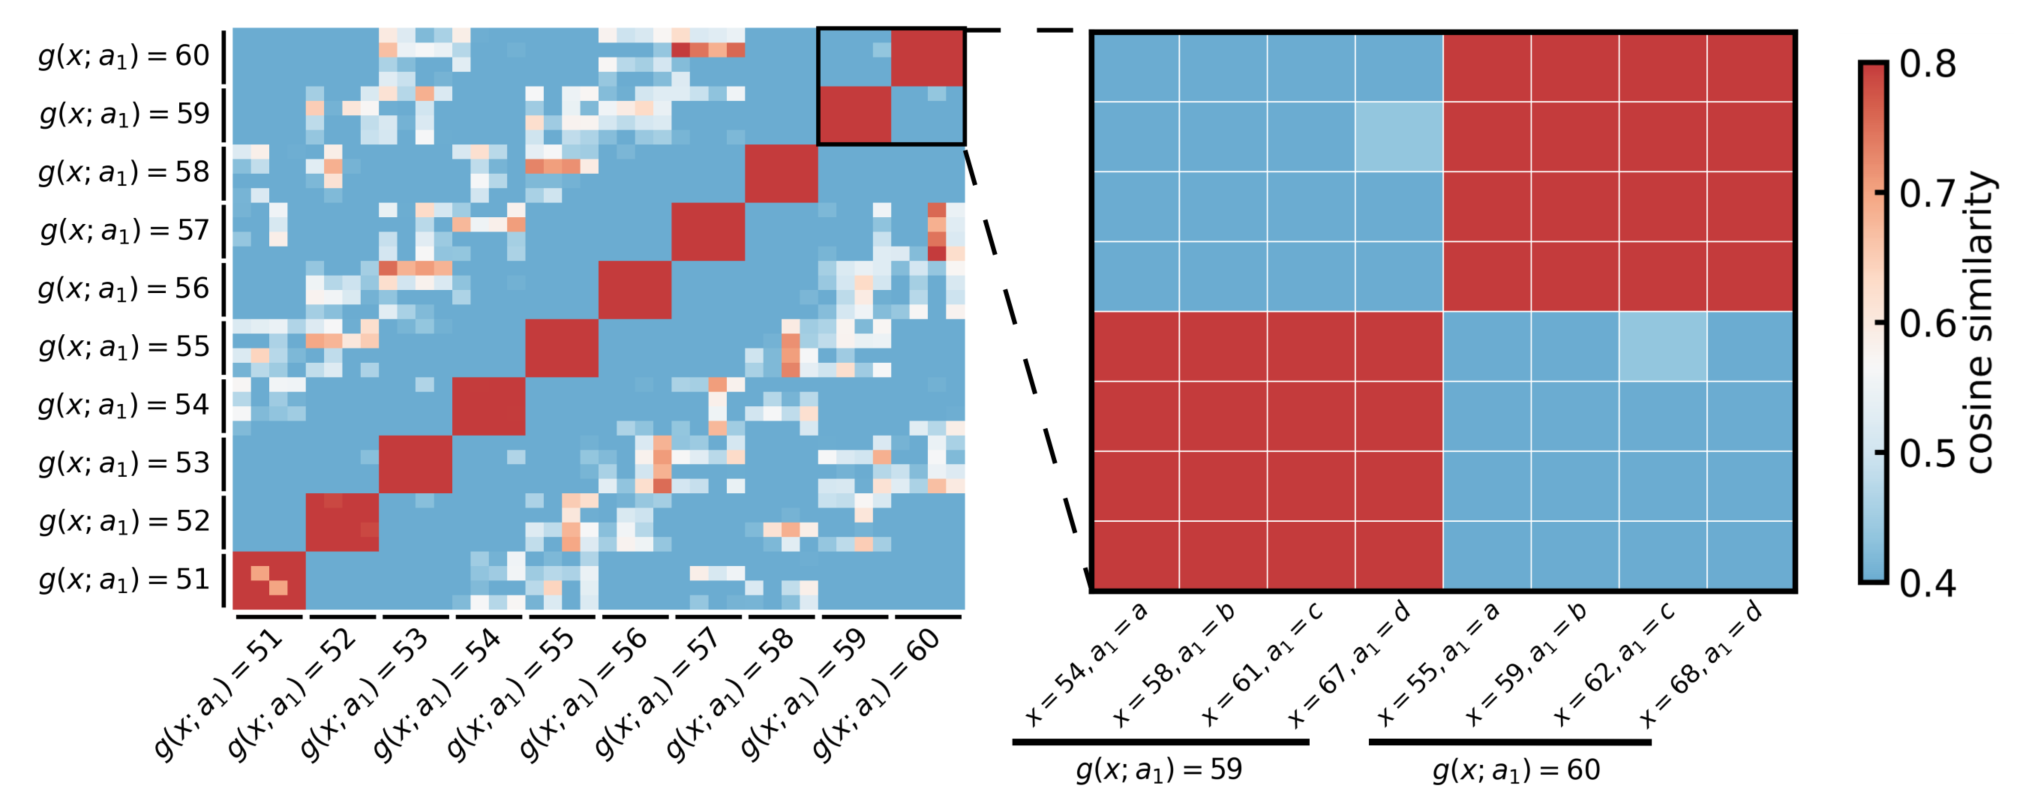 g(x; a₁) = 60
g(x; a₁) = 59
g(x; a₁) = 58
g(x; a₁) = 57
g(x; a₁) = 56
g(x; a₁) = 55
g(x; a₁) = 54
g(x; a₁) = 53
g(x; a₁) = 52
g(x; a₁) = 51
g(x; a₁) = 51
g(x; a₁) = 52
g(x; a₁) = 53
g(x; a₁) = 54
g(x; a₁) = 55
g(x; a₁) = 56
g(x; a₁) = 57
g(x; a₁) = 58
g(x; a₁) = 59
g(x; a₁) = 60
x = 54, a₁ = a
x = 58, a₁ = b
x = 61, a₁ = c
x = 67, a₁ = d
x = 55, a₁ = a
x = 59, a₁ = b
x = 62, a₁ = c
x = 68, a₁ = d
g(x; a₁) = 59
g(x; a₁) = 60
0.8
0.7
0.6
0.5
0.4
cosine similarity